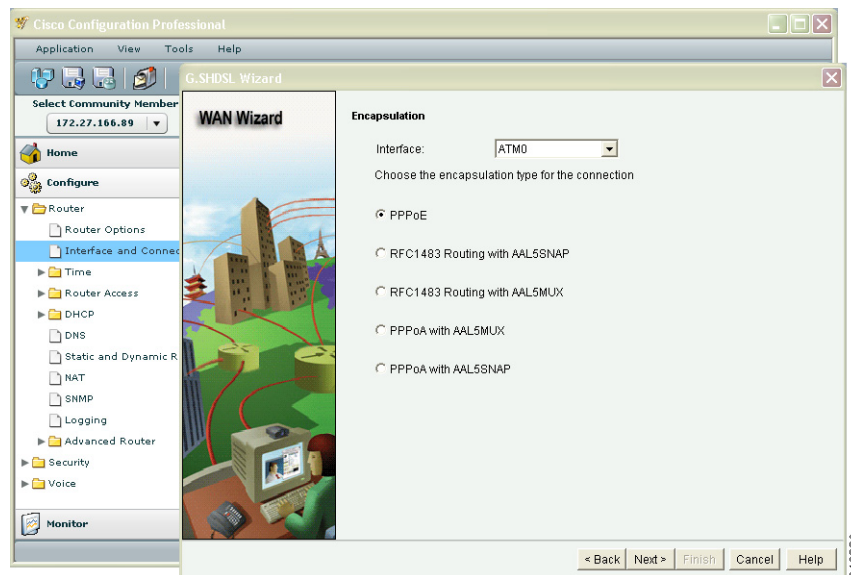 Cisco Configuration Professional
Application View Tools Help
G.SHDSL Wizard
Select Community Member
172.27.166.89
Home
Configure
Router
Router Options
Interface and Connec
Time
Router Access
DHCP
DNS
Static and Dynamic R
NAT
SNMP
Logging
Advanced Router
Security
Voice
Monitor
WAN Wizard
Encapsulation
Interface: ATM0
Choose the encapsulation type for the connection
PPPoE
RFC1483 Routing with AAL5SNAP
RFC1483 Routing with AAL5MUX
PPPoA with AAL5MUX
PPPoA with AAL5SNAP
< Back Next > Finish Cancel Help